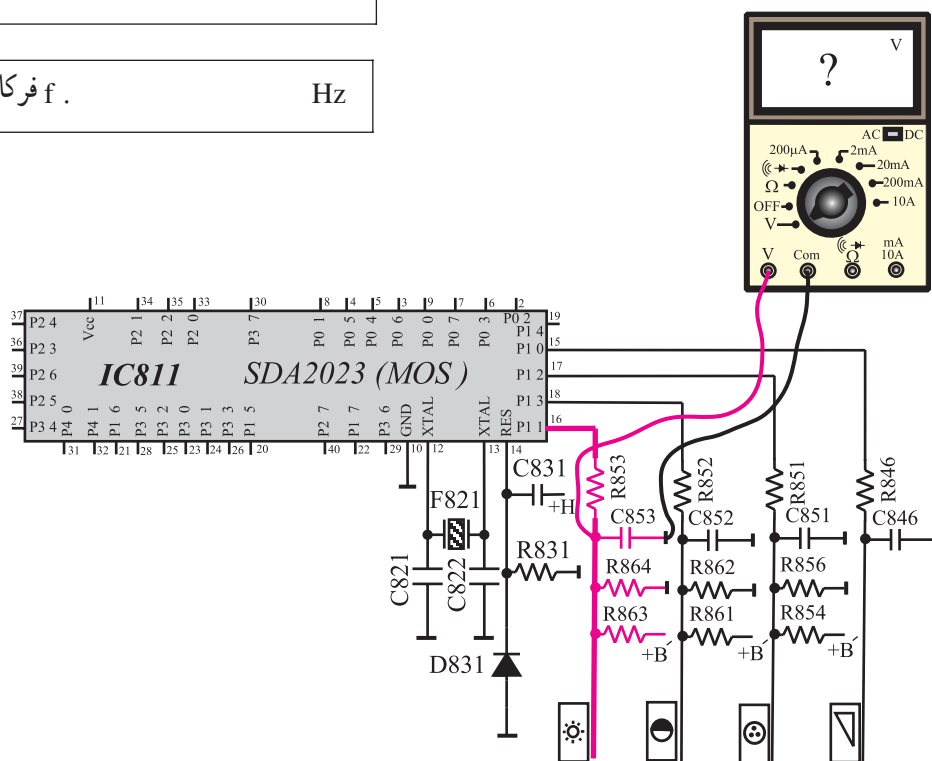 f . فرکا
Hz
V
?
AC DC
200µA 2mA
20mA
Ω 200mA
OFF 10A
V
V Com Ω mA
10A
11 34 35 33 30 8 4 5 3 9 7 6 2
37 P2 4 Vcc P2 1 P2 2 P2 0 P3 7 P0 1 P0 5 P0 4 P0 6 P0 0 P0 7 P0 3 P0 2
P1 4 19
36 P2 3 P1 0 15
39 P2 6 IC811 SDA2023 (MOS) P1 2 17
38 P2 5 P1 3 18
27 P3 4 P4 0 P4 1 P1 6 P3 5 P3 2 P3 0 P3 1 P3 3 P1 5 P2 7 P1 7 P3 6 GND XTAL XTAL RES P1 1 16
31 32 21 28 25 23 24 26 20 40 22 29 10 12 13 14
C831 R853 R852 R851 R846
F821 +H C853 C852 C851 C846
C821 C822 R831 R864 R862 R856
R863 R861 R854
D831 +B +B +B